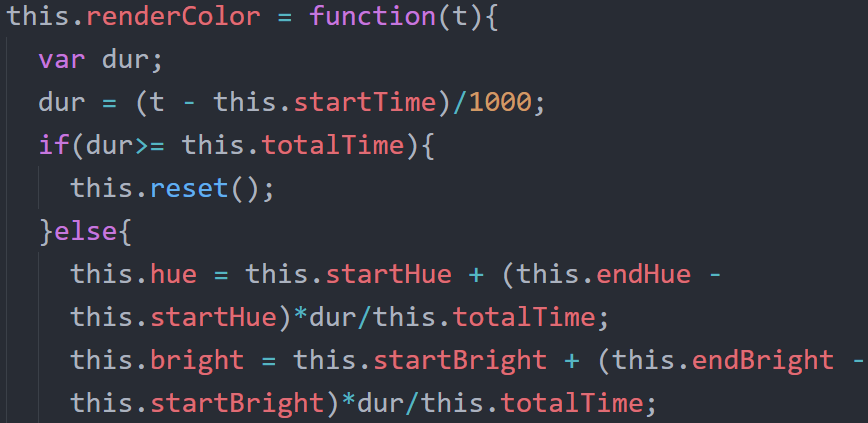 this.renderColor = function(t){
var dur;
dur = (t - this.startTime)/1000;
if(dur>= this.totalTime){
this.reset();
}else{
this.hue = this.startHue + (this.endHue -
this.startHue)*dur/this.totalTime;
this.bright = this.startBright + (this.endBright -
this.startBright)*dur/this.totalTime;